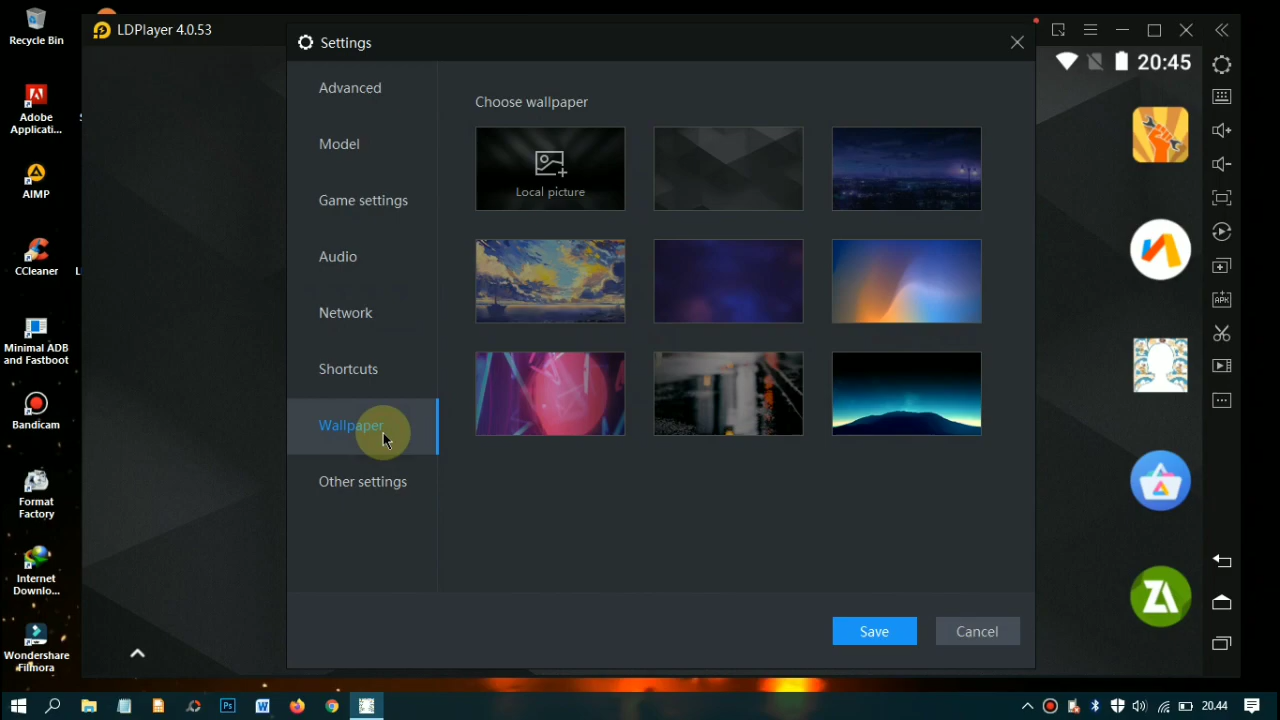 Recycle Bin
Adobe
Applicati...
AIMP
CCleaner
Minimal ADB
and Fastboot
Bandicam
Format
Factory
Internet
Downlo...
Wondershare
Filmora
LDPlayer 4.0.53
Settings
Advanced
Model
Game settings
Audio
Network
Shortcuts
Wallpaper
Other settings
Choose wallpaper
Local picture
Save
Cancel
20:45
APK
Ps
W
20.44